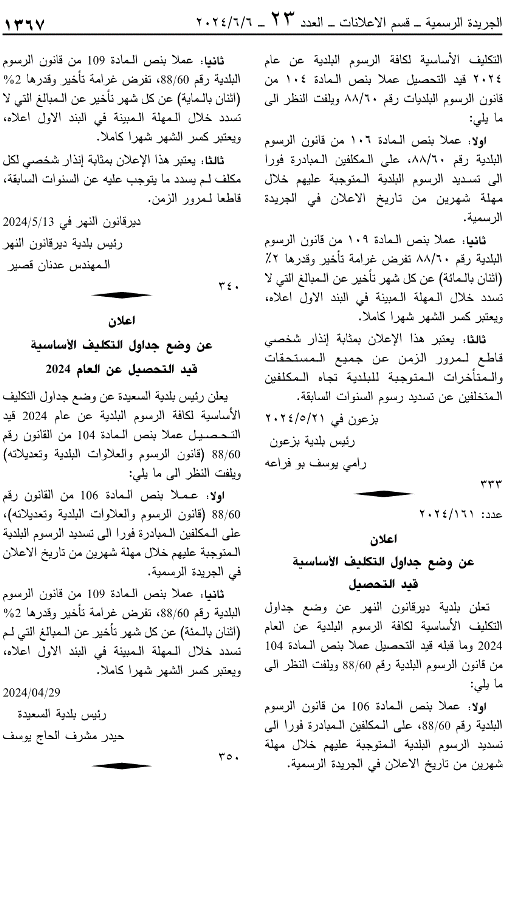 الجريدة الرسمية ــ قسم الاعلانات ــ العدد ٢٣ ــ ٢٠٢٤/٦/٦
١٣٦٧
التكليف الأساسية لكافة الرسوم البلدية عن عام
٢٠٢٤ قيد التحصيل عملا بنص المادة ١٠٤ من
قانون الرسوم البلديات رقم ٨٨/٦٠ ويلفت النظر الى
ما يلي:
اولا: عملا بنص المادة ١٠٦ من قانون الرسوم
البلدية رقم ٨٨/٦٠، على المكلفين المبادرة فورا
الى تسديد الرسوم البلدية المتوجبة عليهم خلال
مهلة شهرين من تاريخ الاعلان في الجريدة
الرسمية.
ثانيا: عملا بنص المادة ١٠٩ من قانون الرسوم
البلدية رقم ٨٨/٦٠ تفرض غرامة تأخير وقدرها ٢٪
(اثنان بالمائة) عن كل شهر تأخير عن المبالغ التي لا
تسدد خلال المهلة المبينة في البند الاول اعلاه،
ويعتبر كسر الشهر شهرا كاملا.
ثالثا: يعتبر هذا الإعلان بمثابة إنذار شخصي
قاطع لمرور الزمن عن جميع المستحقات
والمتأخرات المتوجبة للبلدية تجاه المكلفين
المتخلفين عن تسديد رسوم السنوات السابقة.
بزعون في ٢٠٢٤/٥/٢١
رئيس بلدية بزعون
رامي يوسف بو فراعه
٣٣٣
عدد: ٢٠٢٤/١٦١
اعلان
عن وضع جداول التكليف الأساسية
قيد التحصيل
تعلن بلدية ديرقانون النهر عن وضع جداول
التكليف الأساسية لكافة الرسوم البلدية عن العام
2024 وما قبله قيد التحصيل عملا بنص المادة 104
من قانون الرسوم البلدية رقم 88/60 ويلفت النظر الى
ما يلي:
اولا: عملا بنص المادة 106 من قانون الرسوم
البلدية رقم 88/60، على المكلفين المبادرة فورا الى
تسديد الرسوم البلدية المتوجبة عليهم خلال مهلة
شهرين من تاريخ الاعلان في الجريدة الرسمية.
ثانيا: عملا بنص المادة 109 من قانون الرسوم
البلدية رقم 88/60، تفرض غرامة تأخير وقدرها 2%
(اثنان بالماية) عن كل شهر تأخير عن المبالغ التي لا
تسدد خلال المهلة المبينة في البند الاول اعلاه،
ويعتبر كسر الشهر شهرا كاملا.
ثالثا: يعتبر هذا الإعلان بمثابة إنذار شخصي لكل
مكلف لم يسدد ما يتوجب عليه عن السنوات السابقة،
قاطعا لمرور الزمن.
ديرقانون النهر في 2024/5/13
رئيس بلدية ديرقانون النهر
المهندس عدنان قصير
٣٤٠
اعلان
عن وضع جداول التكليف الأساسية
قيد التحصيل عن العام 2024
يعلن رئيس بلدية السعيدة عن وضع جداول التكليف
الأساسية لكافة الرسوم البلدية عن عام 2024 قيد
التحصيل عملا بنص المادة 104 من القانون رقم
88/60 (قانون الرسوم والعلاوات البلدية وتعديلاته)
ويلفت النظر الى ما يلي:
اولا: عملا بنص المادة 106 من القانون رقم
88/60 (قانون الرسوم والعلاوات البلدية وتعديلاته)،
على المكلفين المبادرة فورا الى تسديد الرسوم البلدية
المتوجبة عليهم خلال مهلة شهرين من تاريخ الاعلان
في الجريدة الرسمية.
ثانيا: عملا بنص المادة 109 من قانون الرسوم
البلدية رقم 88/60، تفرض غرامة تأخير وقدرها 2%
(اثنان بالمئة) عن كل شهر تأخير عن المبالغ التي لم
تسدد خلال المهلة المبينة في البند الاول اعلاه،
ويعتبر كسر الشهر شهرا كاملا.
2024/04/29
رئيس بلدية السعيدة
حيدر مشرف الحاج يوسف
٣٥٠